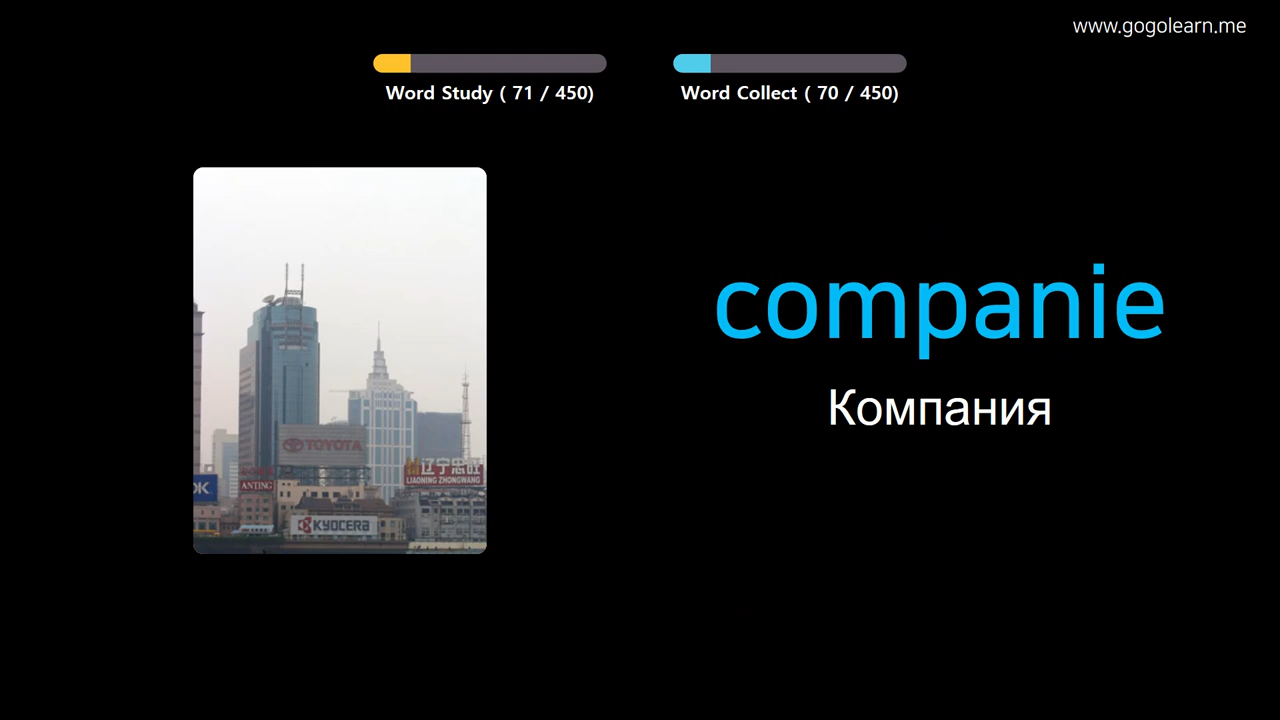 www.gogolearn.me
Word Study ( 71 / 450)
Word Collect ( 70 / 450)
companie
Компания
TOYOTA
辽宁忠旺
LIAONING ZHONGWANG
ANTING
OK
KYOCERA